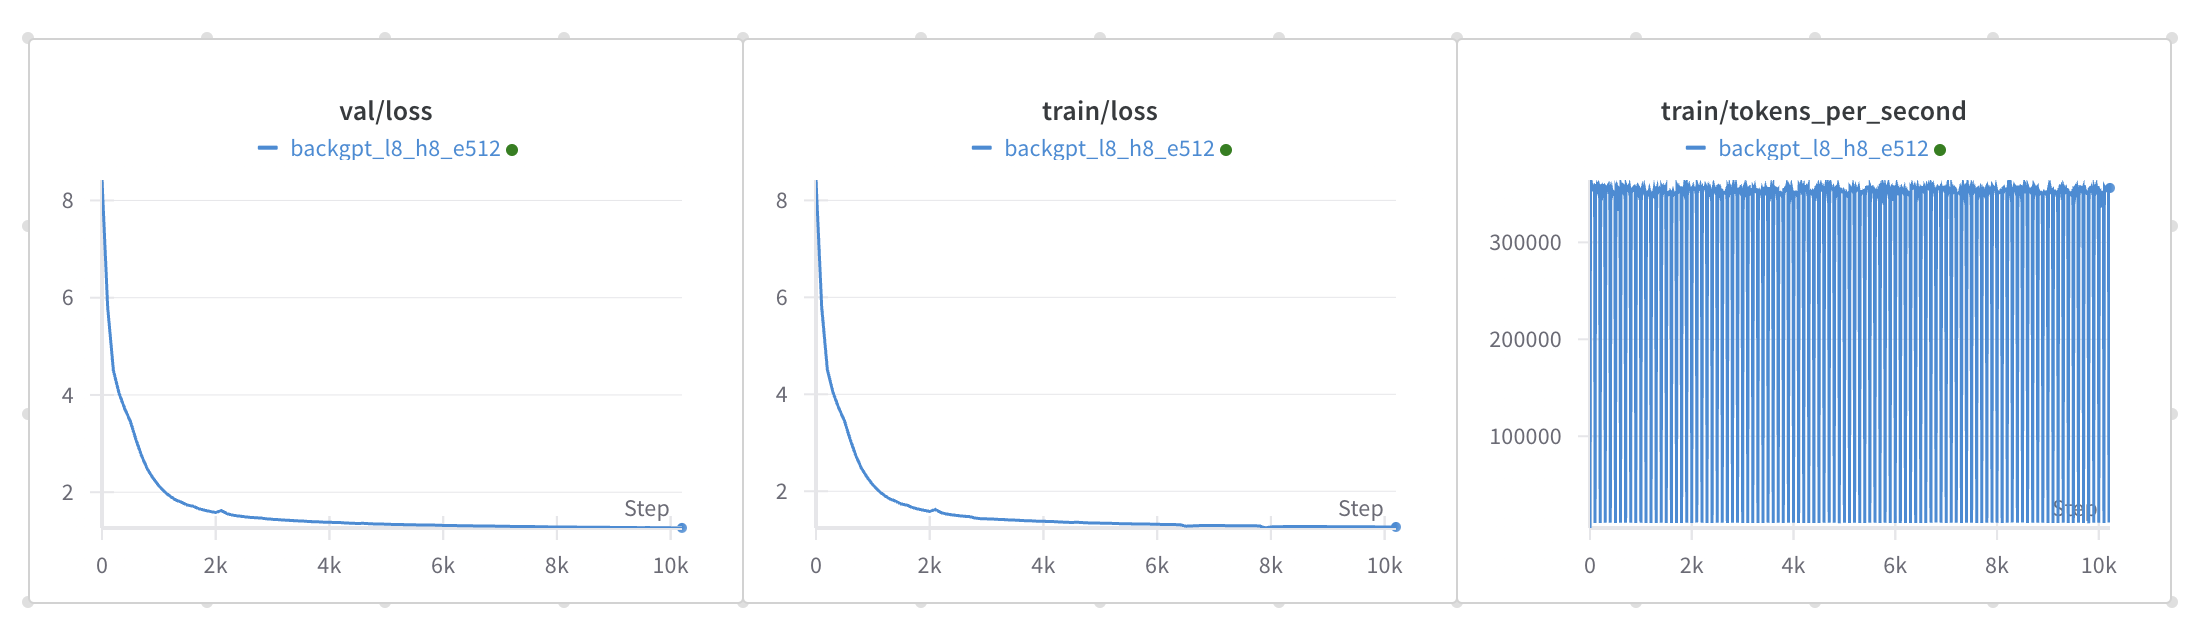 val/loss
backgpt_l8_h8_e512
8
6
4
2
Step
0 2k 4k 6k 8k 10k
train/loss
backgpt_l8_h8_e512
8
6
4
2
Step
0 2k 4k 6k 8k 10k
train/tokens_per_second
backgpt_l8_h8_e512
300000
200000
100000
Step
0 2k 4k 6k 8k 10k